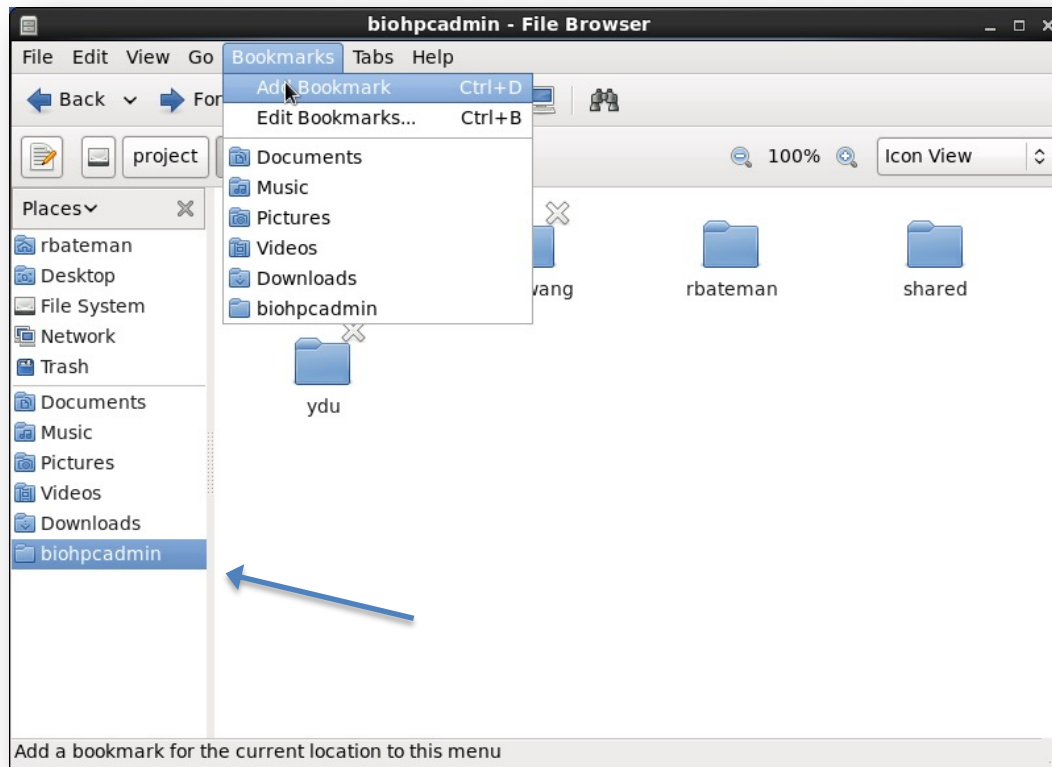 biohpcadmin - File Browser
File Edit View Go Bookmarks Tabs Help
Back For
Add Bookmark Ctrl+D
Edit Bookmarks... Ctrl+B
project
100% Icon View
Documents
Music
Pictures
Videos
Downloads
biohpcadmin
Places
rbateman
Desktop
File System
Network
Trash
Documents
Music
Pictures
Videos
Downloads
biohpcadmin
rbateman
shared
ydu
Add a bookmark for the current location to this menu